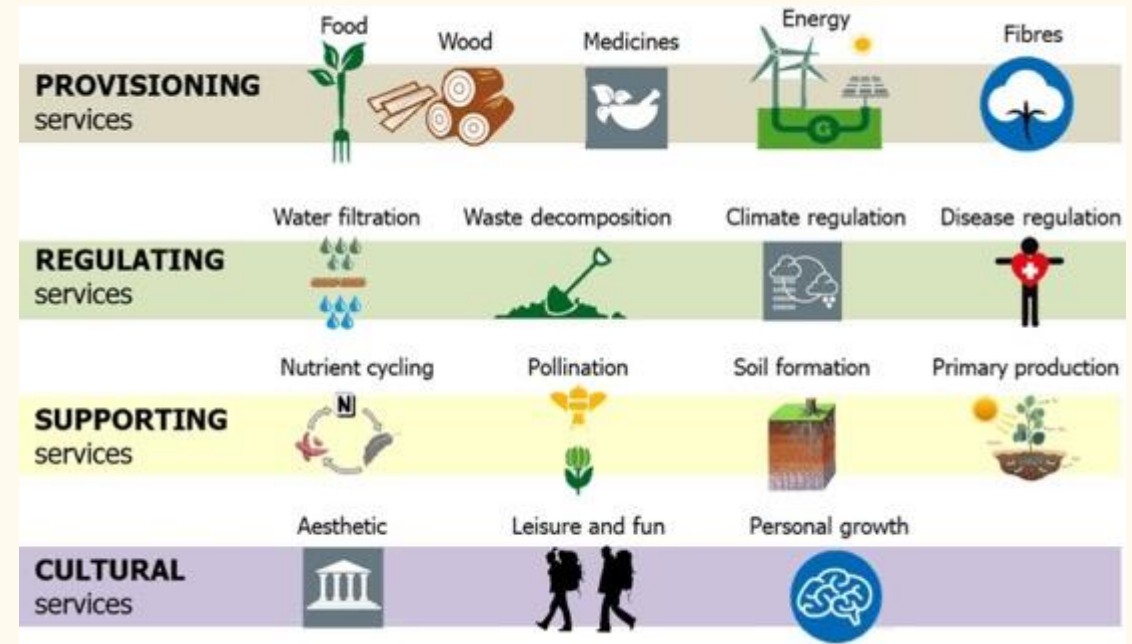 Food
Wood
Medicines
Energy
Fibres
PROVISIONING
services
G
Water filtration
Waste decomposition
Climate regulation
Disease regulation
REGULATING
services
Nutrient cycling
Pollination
Soil formation
Primary production
N
SUPPORTING
services
Aesthetic
Leisure and fun
Personal growth
CULTURAL
services